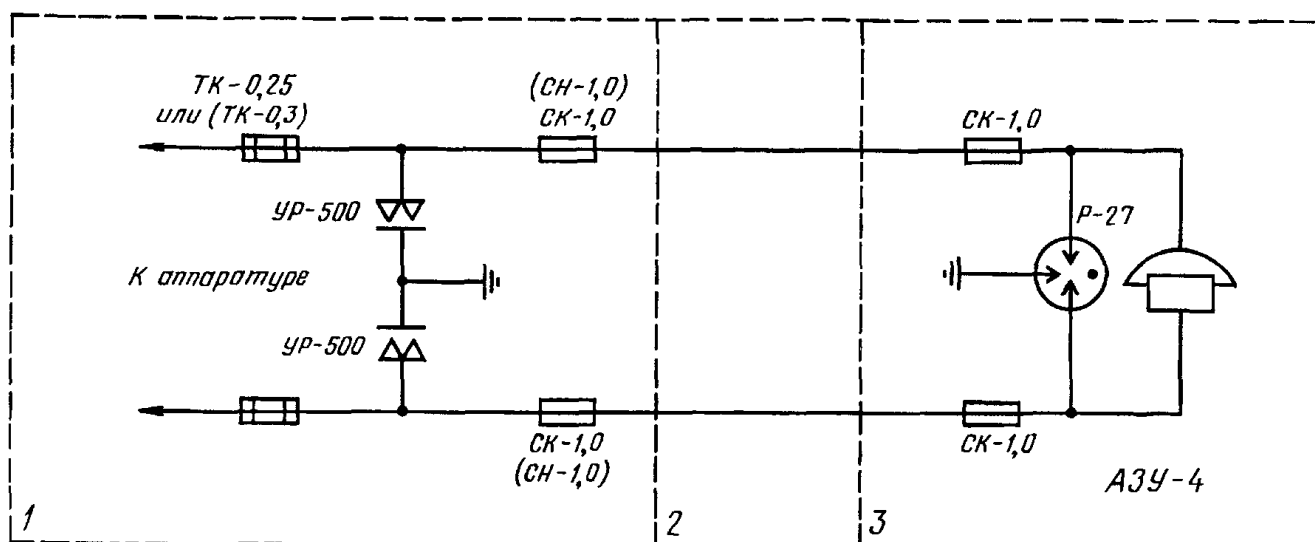 ТК-0,25
или (ТК-0,3)
(СН-1,0)
СК-1,0
СК-1,0
УР-500
Р-27
К аппаратуре
УР-500
СК-1,0
(СН-1,0)
СК-1,0
АЗУ-4
1
2
3